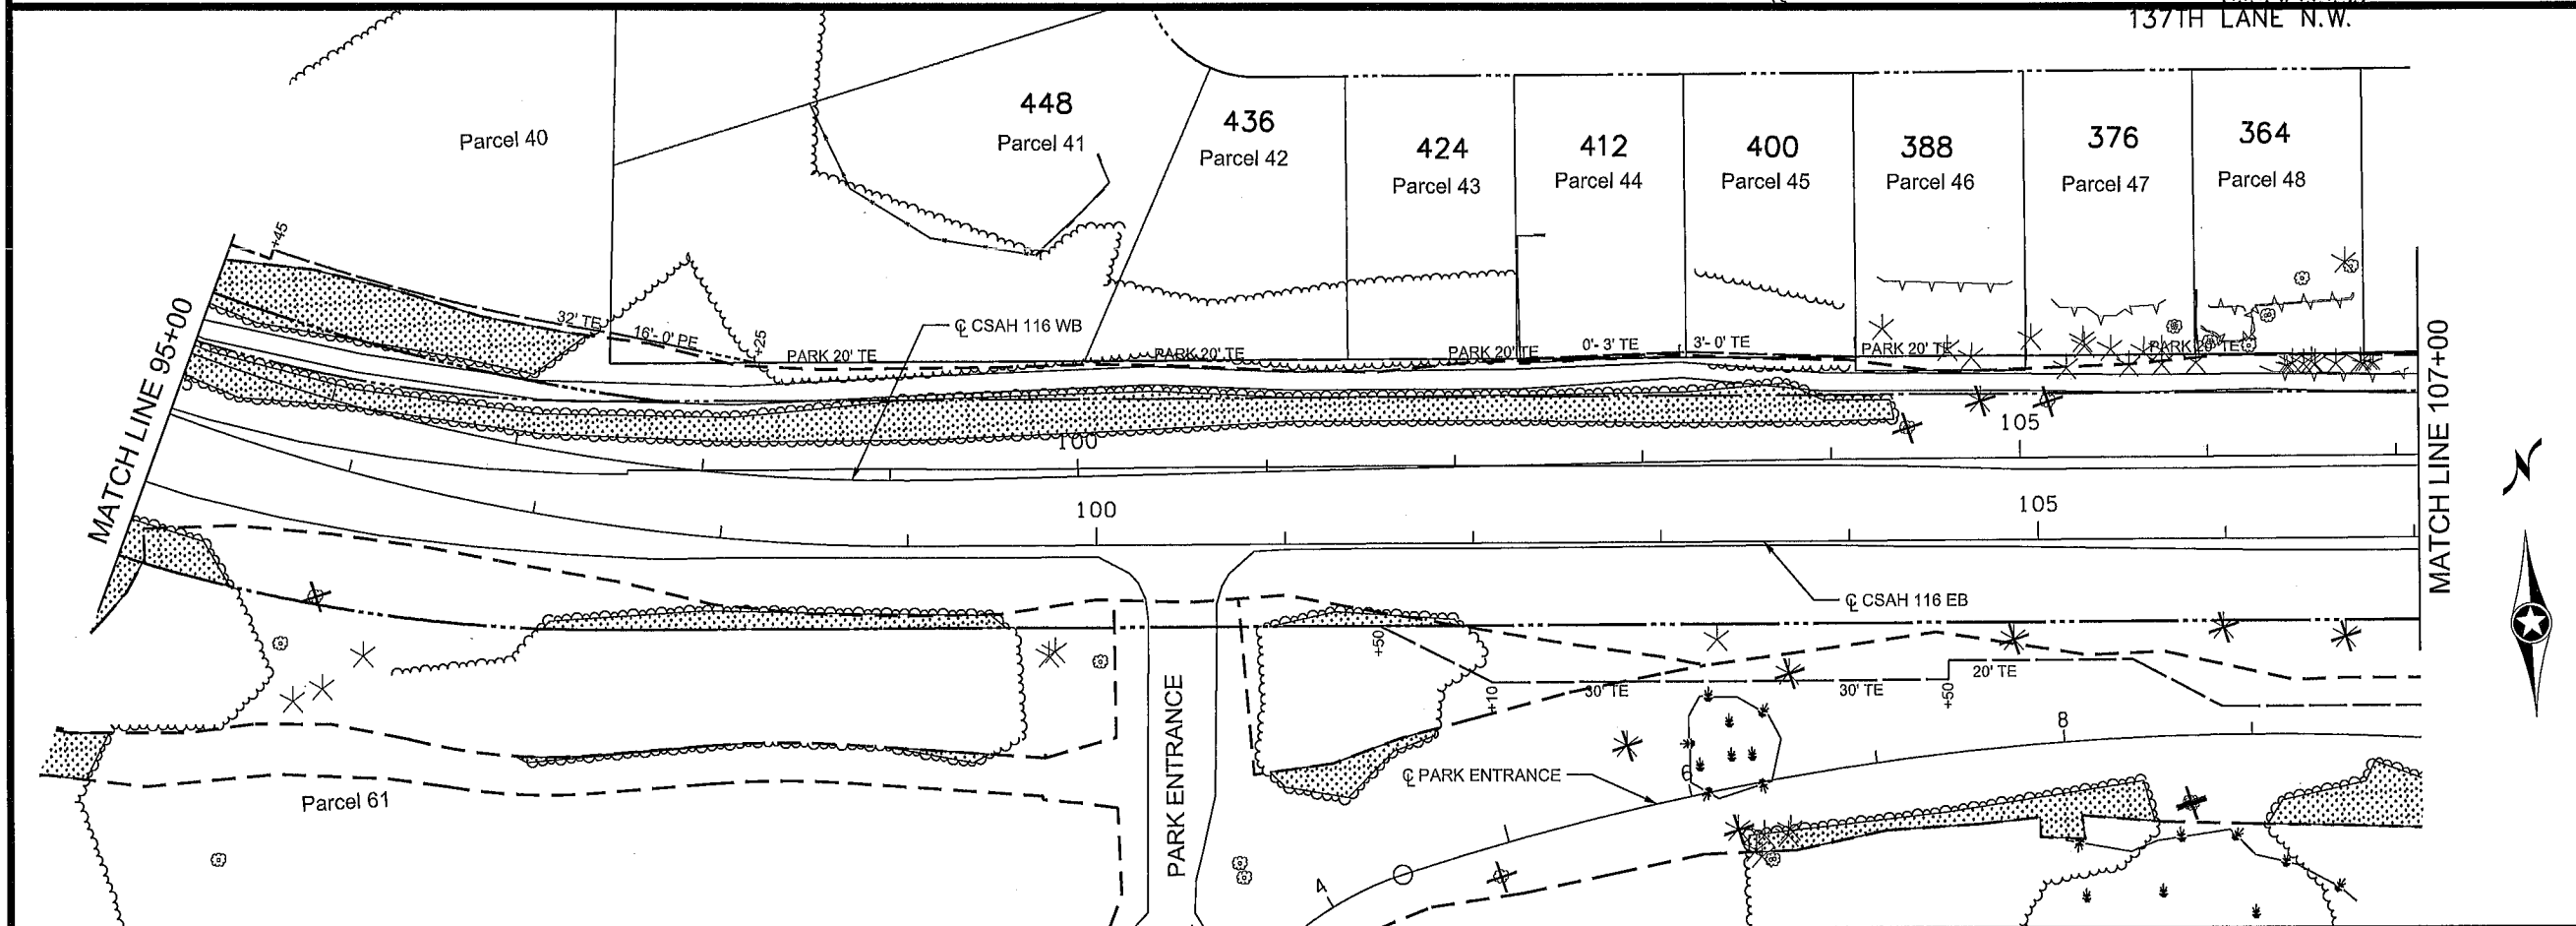 137TH LANE N.W.
448
Parcel 41
436
Parcel 42
424
Parcel 43
412
Parcel 44
400
Parcel 45
388
Parcel 46
376
Parcel 47
364
Parcel 48
Parcel 40
+45
MATCH LINE 95+00
32' TE
16'- 0' PE
+25
PARK 20' TE
℄ CSAH 116 WB
PARK 20' TE
PARK 20' TE
0'- 3' TE
3'- 0' TE
PARK 20' TE
PARK 20' TE
MATCH LINE 107+00
100
105
100
105
℄ CSAH 116 EB
+50
+10
30' TE
30' TE
+50
20' TE
PARK ENTRANCE
℄ PARK ENTRANCE
4
6
8
Parcel 61
N